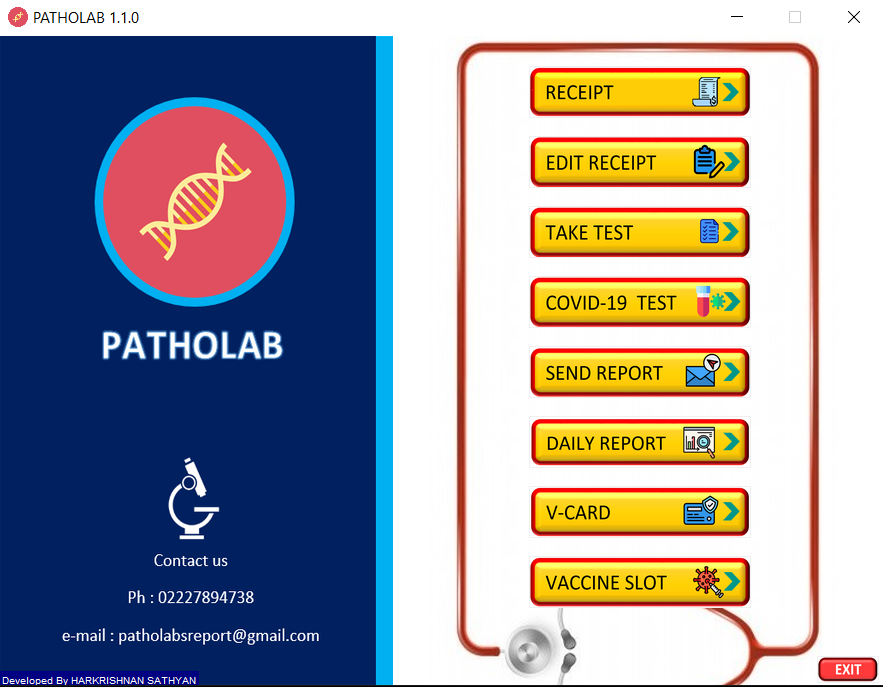 PATHOLAB 1.1.0
PATHOLAB
Contact us
Ph : 02227894738
e-mail : patholabsreport@gmail.com
Developed By HARKRISHNAN SATHYAN
RECEIPT
EDIT RECEIPT
TAKE TEST
COVID-19 TEST
SEND REPORT
DAILY REPORT
V-CARD
VACCINE SLOT
EXIT